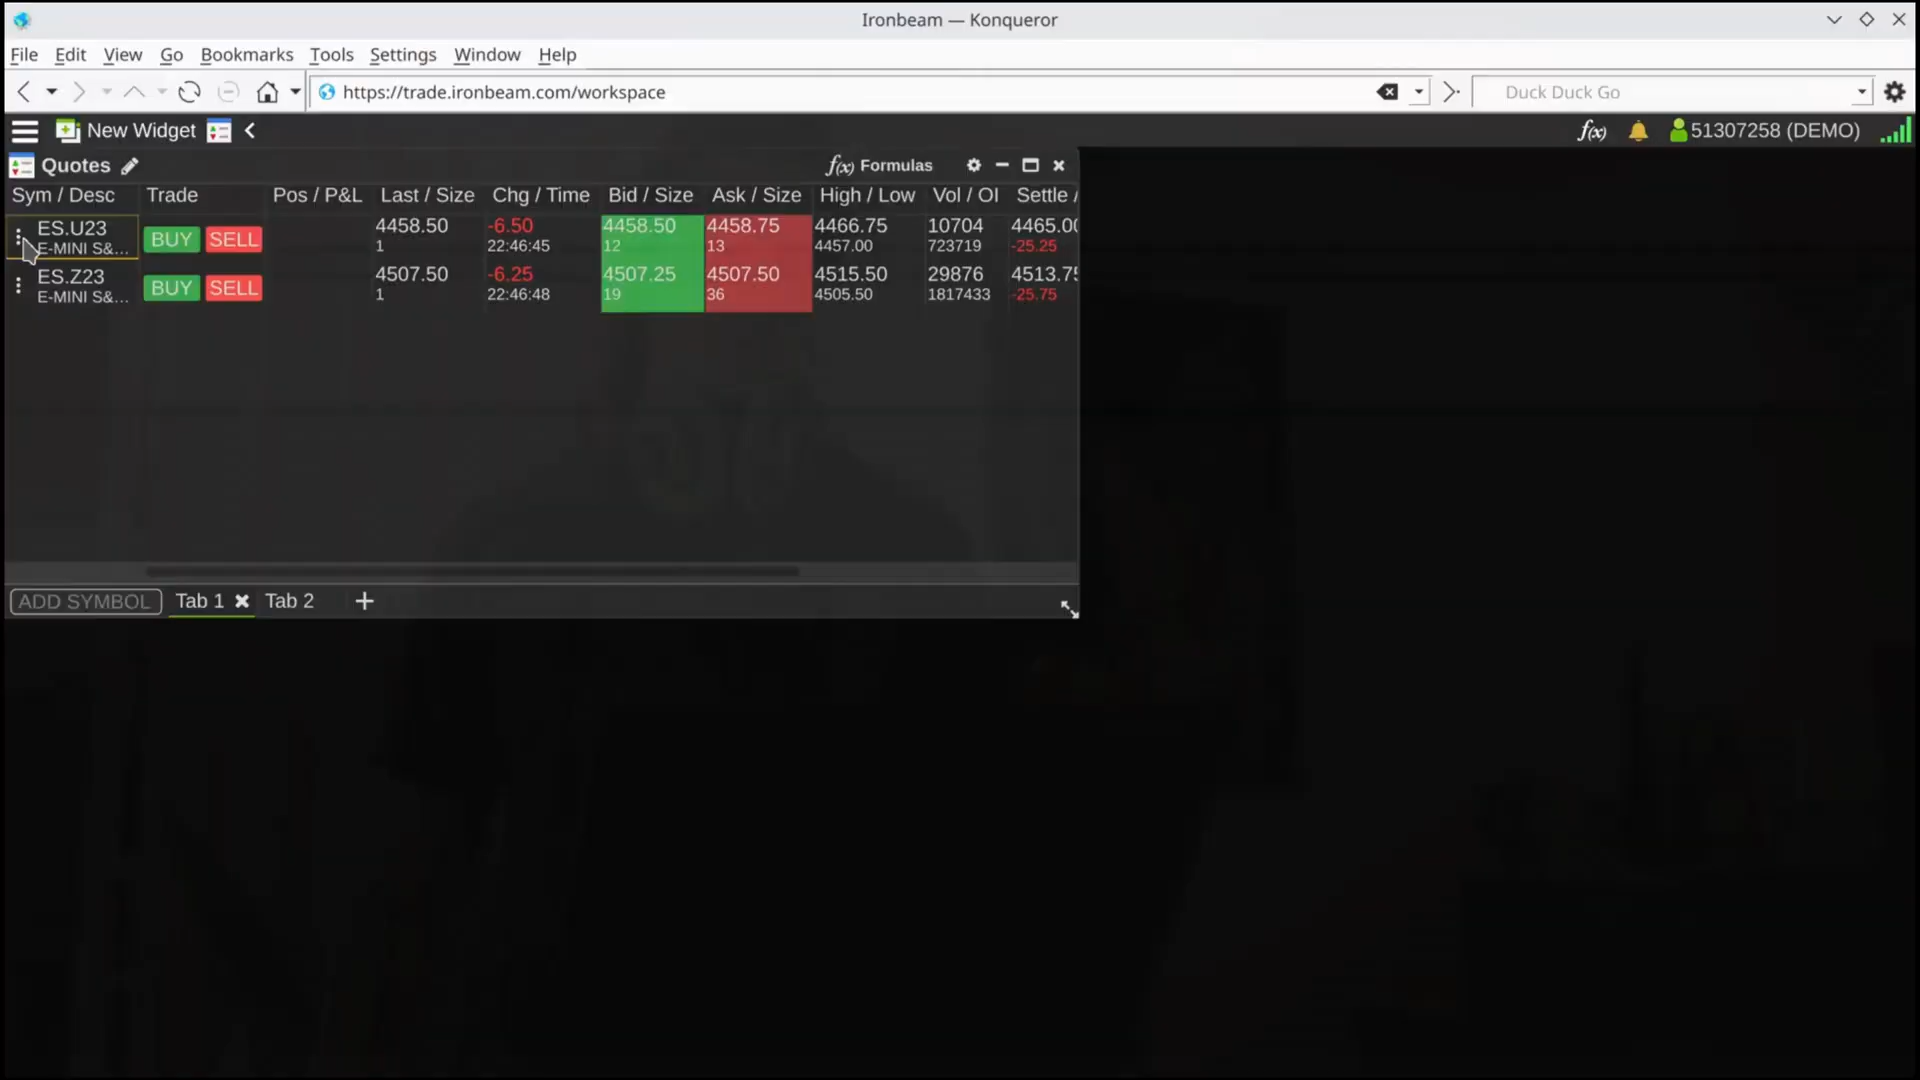 Ironbeam — Konqueror
File Edit View Go Bookmarks Tools Settings Window Help
https://trade.ironbeam.com/workspace Duck Duck Go
New Widget f(x) 51307258 (DEMO)
Quotes f(x) Formulas
Sym / Desc Trade Pos / P&L Last / Size Chg / Time Bid / Size Ask / Size High / Low Vol / OI Settle /
ES.U23 BUY SELL 4458.50 -6.50 4458.50 4458.75 4466.75 10704 4465.00
E-MINI S&... 1 22:46:45 12 13 4457.00 723719 -25.25
ES.Z23 BUY SELL 4507.50 -6.25 4507.25 4507.50 4515.50 29876 4513.75
E-MINI S&... 1 22:46:48 19 36 4505.50 1817433 -25.75
ADD SYMBOL Tab 1 Tab 2 +